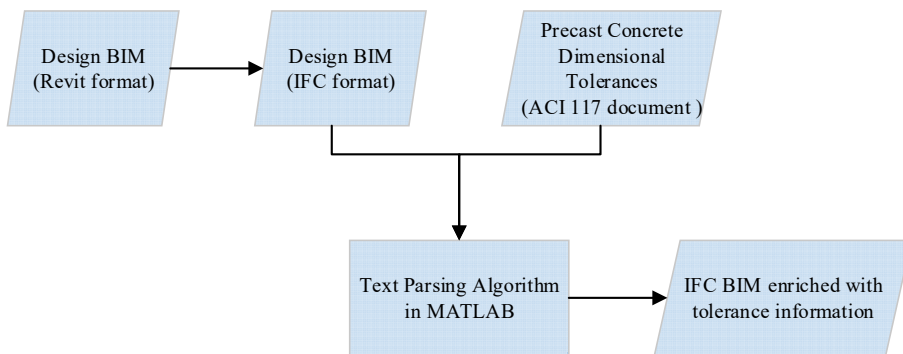 Design BIM
(Revit format)
Design BIM
(IFC format)
Precast Concrete
Dimensional
Tolerances
(ACI 117 document )
Text Parsing Algorithm
in MATLAB
IFC BIM enriched with
tolerance information